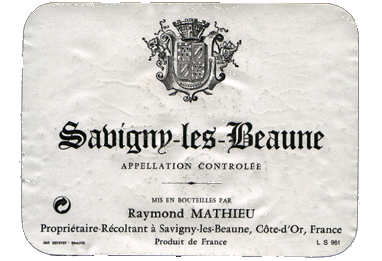 Savigny-les-Beaune
APPELLATION CONTROLÉE
MIS EN BOUTEILLES PAR
Raymond MATHIEU
Propriétaire-Récoltant à Savigny-les-Beaune, Côte-d'Or, France
Produit de France
L S 961